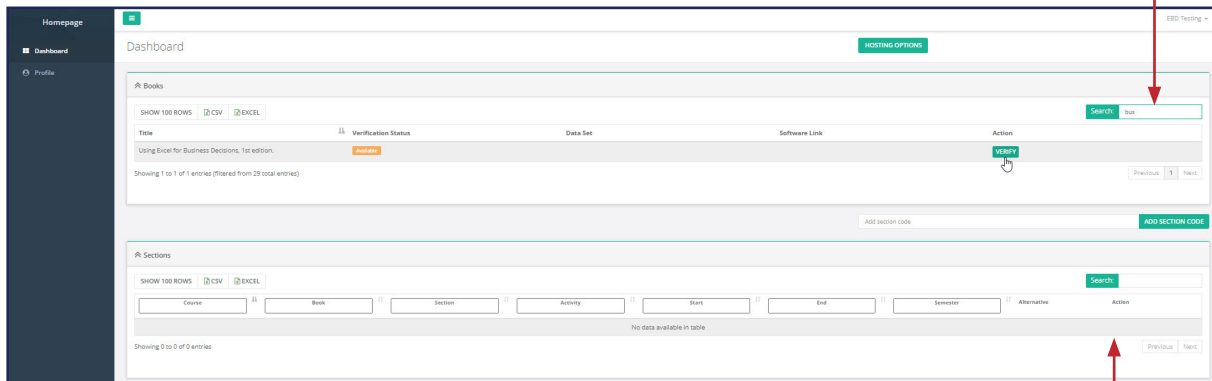 Homepage
EBD Testing
Dashboard
Profile
Dashboard
HOSTING OPTIONS
Books
SHOW 100 ROWS CSV EXCEL
Search: bus
Title Verification Status Data Set Software Link Action
Using Excel for Business Decisions, 1st edition. Available VERIFY
Showing 1 to 1 of 1 entries (filtered from 29 total entries)
Previous 1 Next
Add section code ADD SECTION CODE
Sections
SHOW 100 ROWS CSV EXCEL
Search:
Course Book Section Activity Start End Semester Alternative Action
No data available in table
Showing 0 to 0 of 0 entries
Previous Next